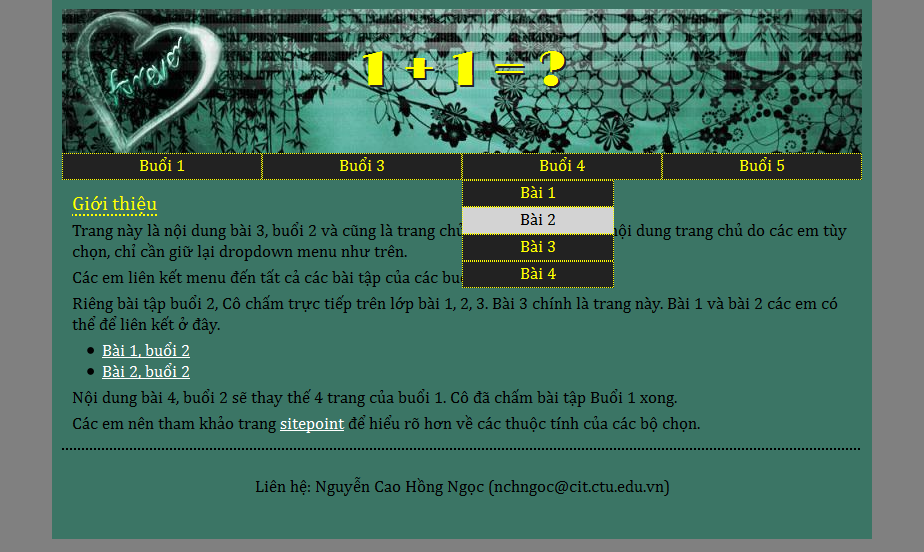 forever
1 + 1 = ?
Buổi 1
Buổi 3
Buổi 4
Buổi 5
Bài 1
Bài 2
Bài 3
Bài 4
Giới thiệu
Trang này là nội dung bài 3, buổi 2 và cũng là trang chủ nội dung trang chủ do các em tùy
chọn, chỉ cần giữ lại dropdown menu như trên.
Các em liên kết menu đến tất cả các bài tập của các
Riêng bài tập buổi 2, Cô chấm trực tiếp trên lớp bài 1, 2, 3. Bài 3 chính là trang này. Bài 1 và bài 2 các em có
thể để liên kết ở đây.
Bài 1, buổi 2
Bài 2, buổi 2
Nội dung bài 4, buổi 2 sẽ thay thế 4 trang của buổi 1. Cô đã chấm bài tập Buổi 1 xong.
Các em nên tham khảo trang sitepoint để hiểu rõ hơn về các thuộc tính của các bộ chọn.
Liên hệ: Nguyễn Cao Hồng Ngọc (nchngoc@cit.ctu.edu.vn)